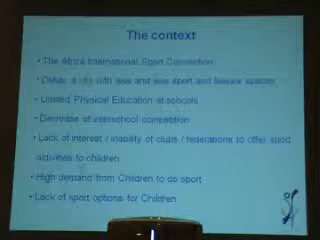 The context
• The Africa International Sport Convention
• Dakar, a city with less and less sport and leisure spaces
• Limited Physical Education at schools
• Decrease of interschool competition
• Lack of interest / inability of clubs / federations to offer sport
activities to children
• High demand from Children to do sport
• Lack of sport options for Children